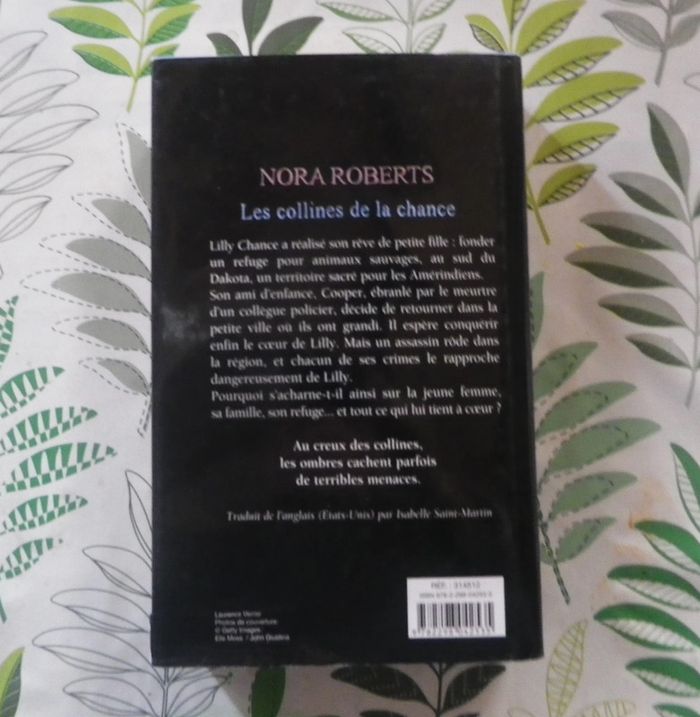 NORA ROBERTS
Les collines de la chance
Lilly Chance a réalisé son rêve de petite fille : fonder
un refuge pour animaux sauvages, au sud du
Dakota, un territoire sacré pour les Amérindiens.
Son ami d'enfance, Cooper, ébranlé par le meurtre
d'un collègue policier, décide de retourner dans la
petite ville où ils ont grandi. Il espère conquérir
enfin le cœur de Lilly. Mais un assassin rôde dans
la région, et chacun de ses crimes le rapproche
dangereusement de Lilly.
Pourquoi s'acharne-t-il ainsi sur la jeune femme,
sa famille, son refuge... et tout ce qui lui tient à cœur ?
Au creux des collines,
les ombres cachent parfois
de terribles menaces.
Traduit de l'anglais (États-Unis) par Isabelle Saint-Martin
Photos de couverture :
© Getty Images :